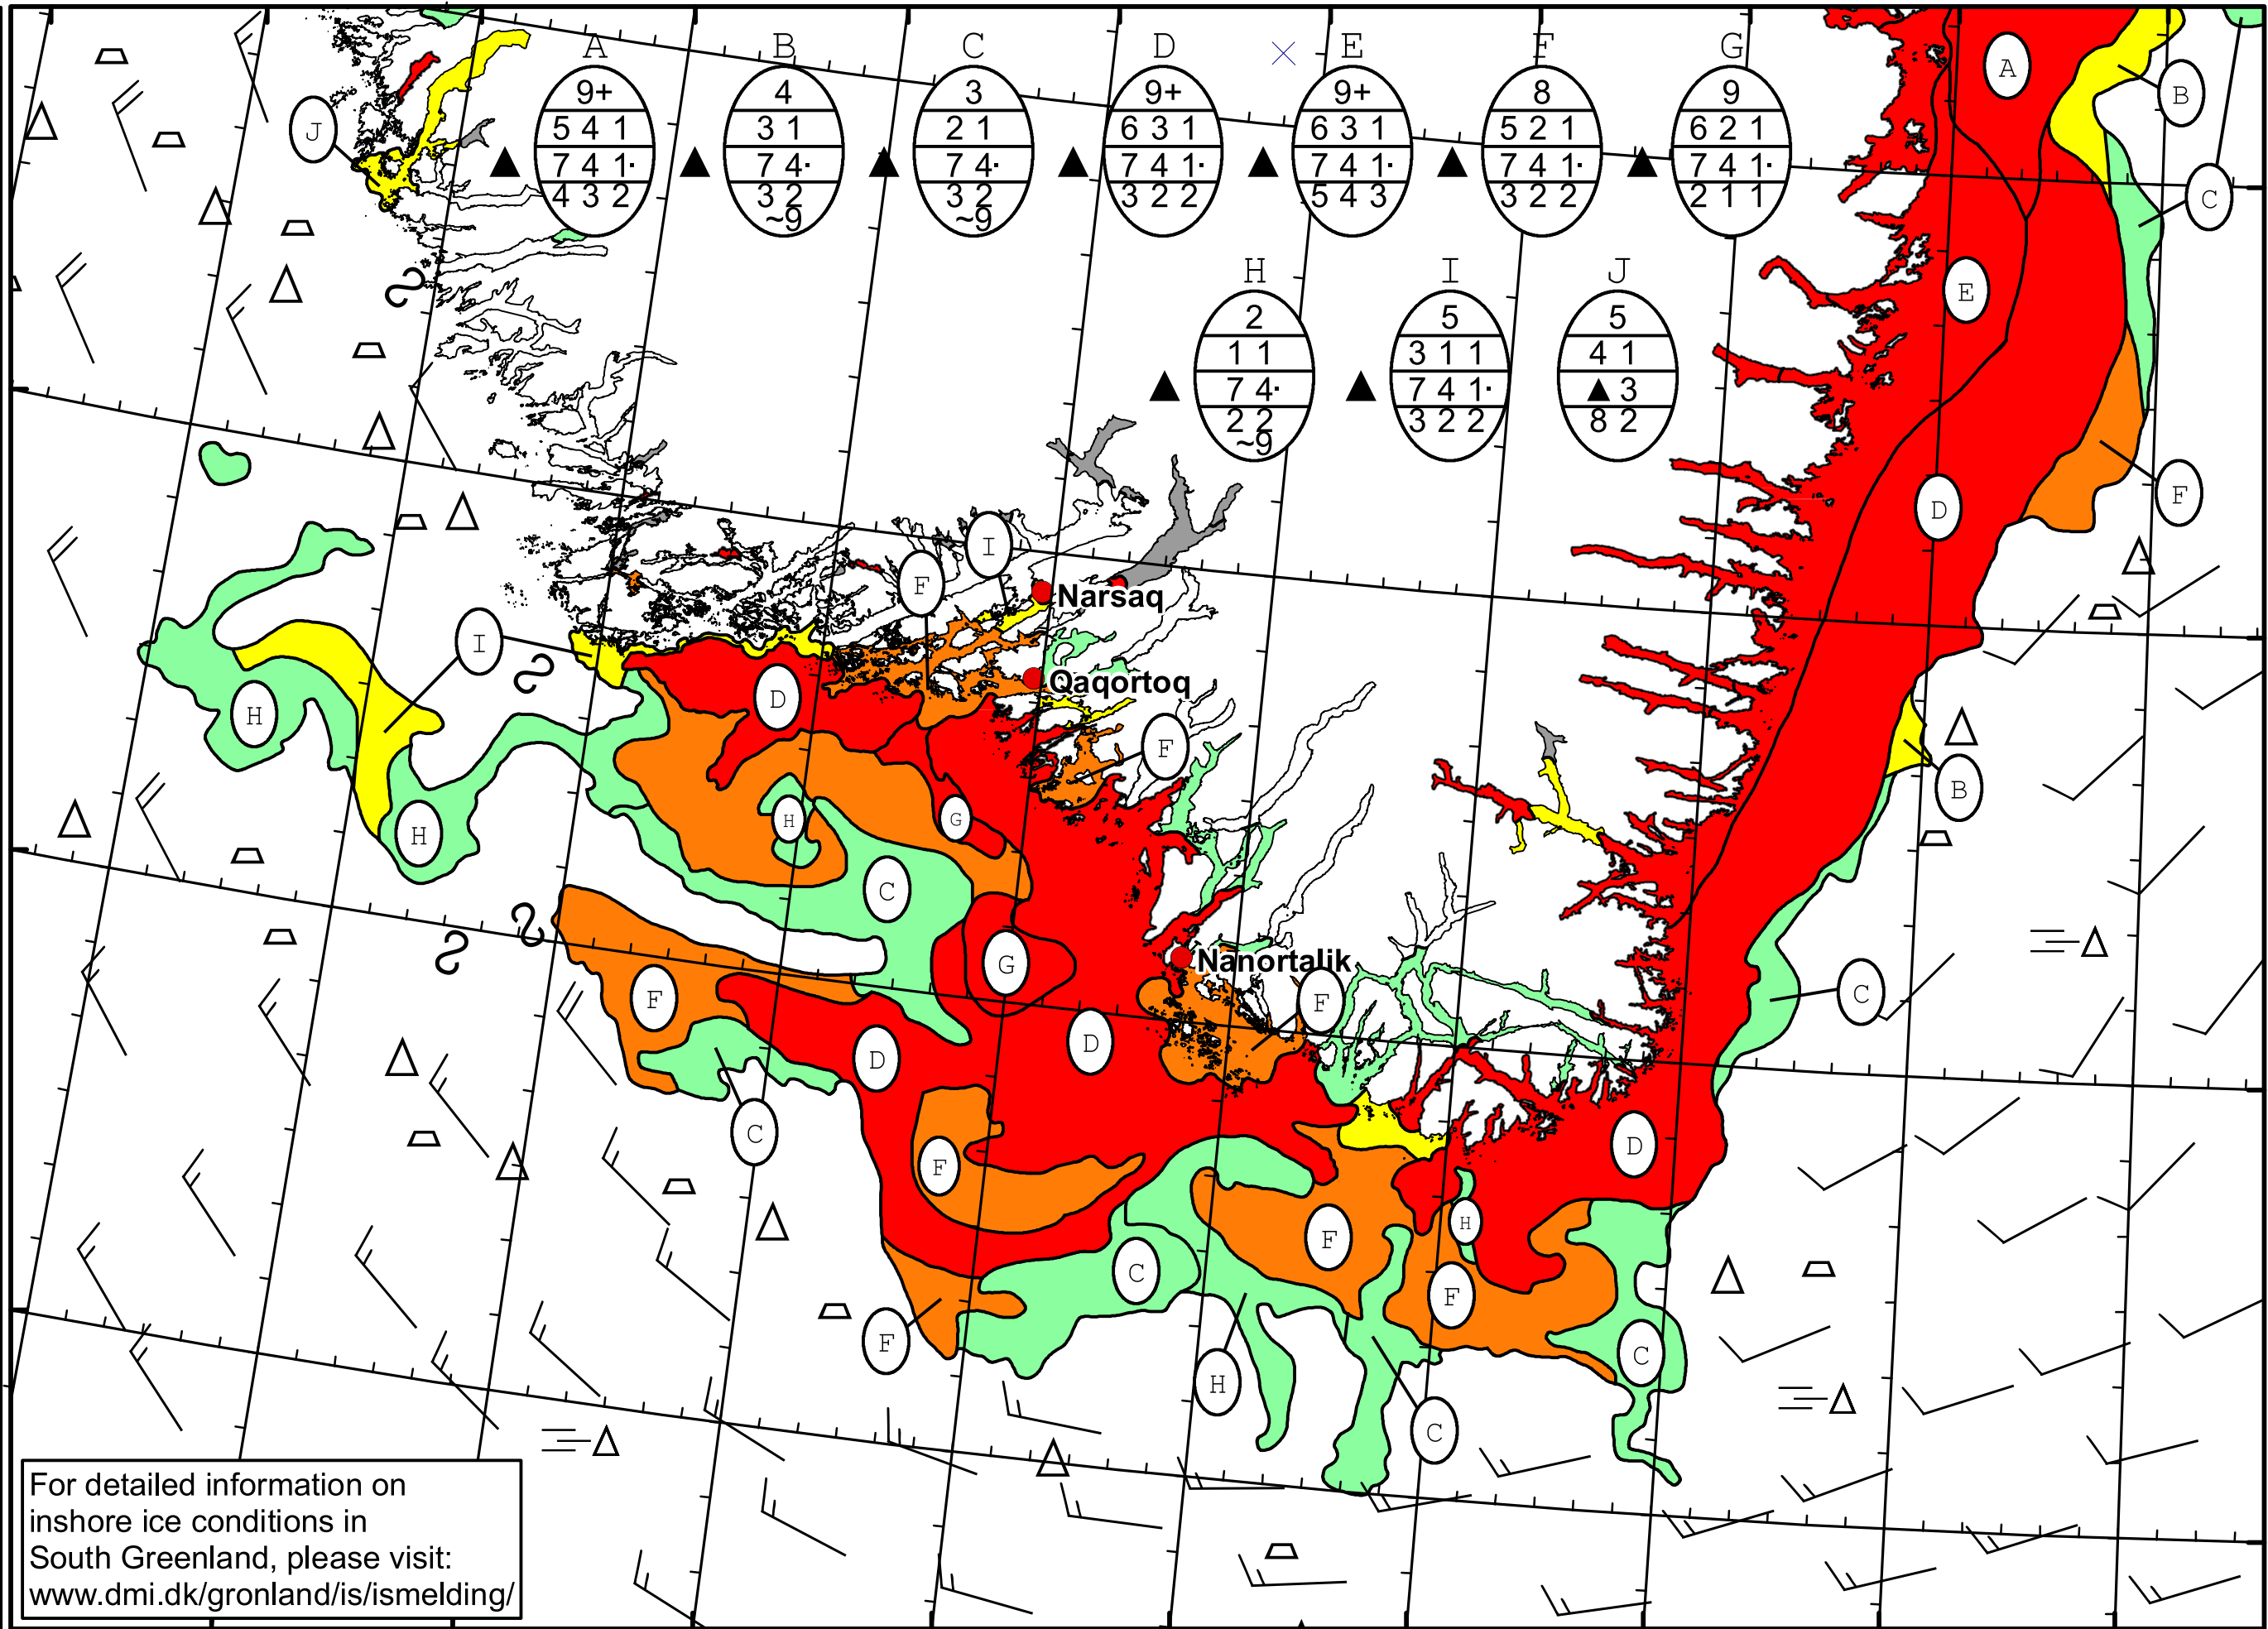 A B C D E F G
9+ 4 3 9+ 9+ 8 9
5 4 1 3 1 2 1 6 3 1 6 3 1 5 2 1 6 2 1
7 4 1· 7 4· 7 4· 7 4 1· 7 4 1· 7 4 1· 7 4 1·
4 3 2 3 2 3 2 3 2 2 5 4 3 3 2 2 2 1 1
~9 ~9
H I J
2 5 5
1 1 3 1 1 4 1
7 4· 7 4 1· ▲ 3
2 2 3 2 2 8 2
~9
A
B
J
C
E
D
F
I
F
Narsaq
I
Qaqortoq
D
H
F
B
H
G
H
C
Nanortalik
G
F
F
C
D
D
C
D
F
H
F
C
F
F
C
H
C
For detailed information on
inshore ice conditions in
South Greenland, please visit:
www.dmi.dk/gronland/is/ismelding/